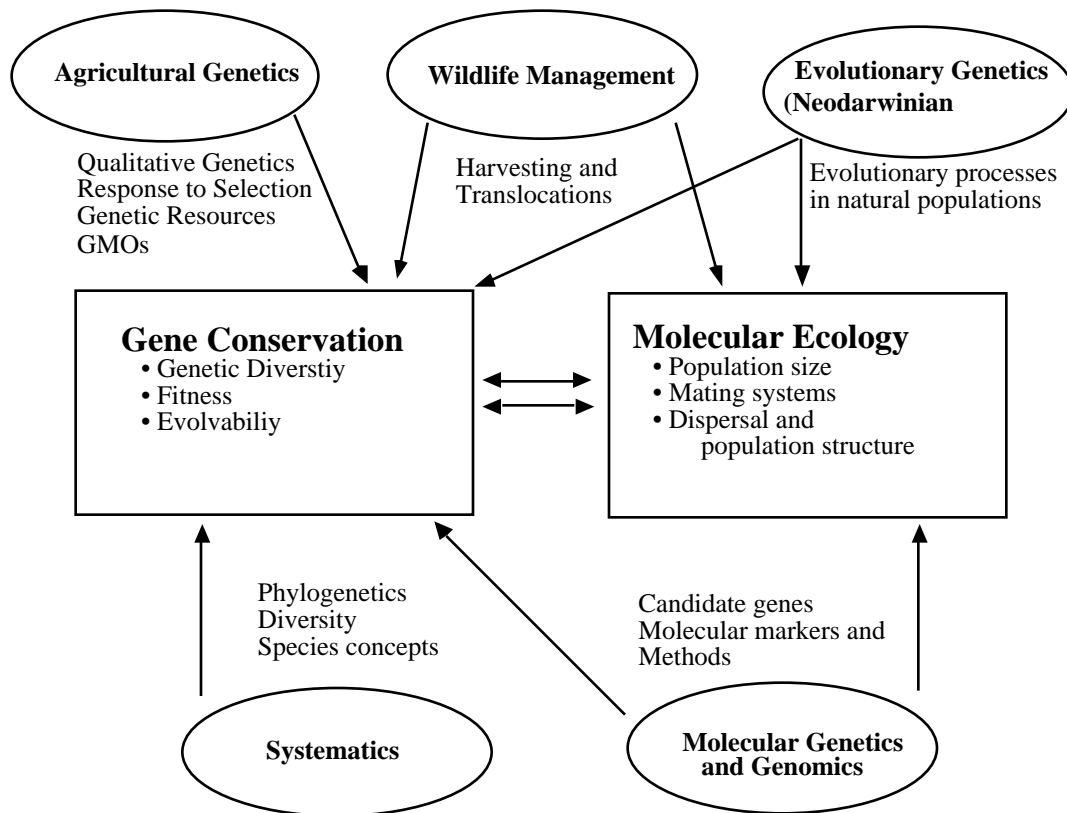 Agricultural Genetics
Wildlife Management
Evolutionary Genetics
(Neodarwinian
Qualitative Genetics
Response to Selection
Genetic Resources
GMOs
Harvesting and
Translocations
Evolutionary processes
in natural populations
Gene Conservation
• Genetic Diverstiy
• Fitness
• Evolvabiliy
Molecular Ecology
• Population size
• Mating systems
• Dispersal and
population structure
Phylogenetics
Diversity
Species concepts
Candidate genes
Molecular markers and
Methods
Systematics
Molecular Genetics
and Genomics